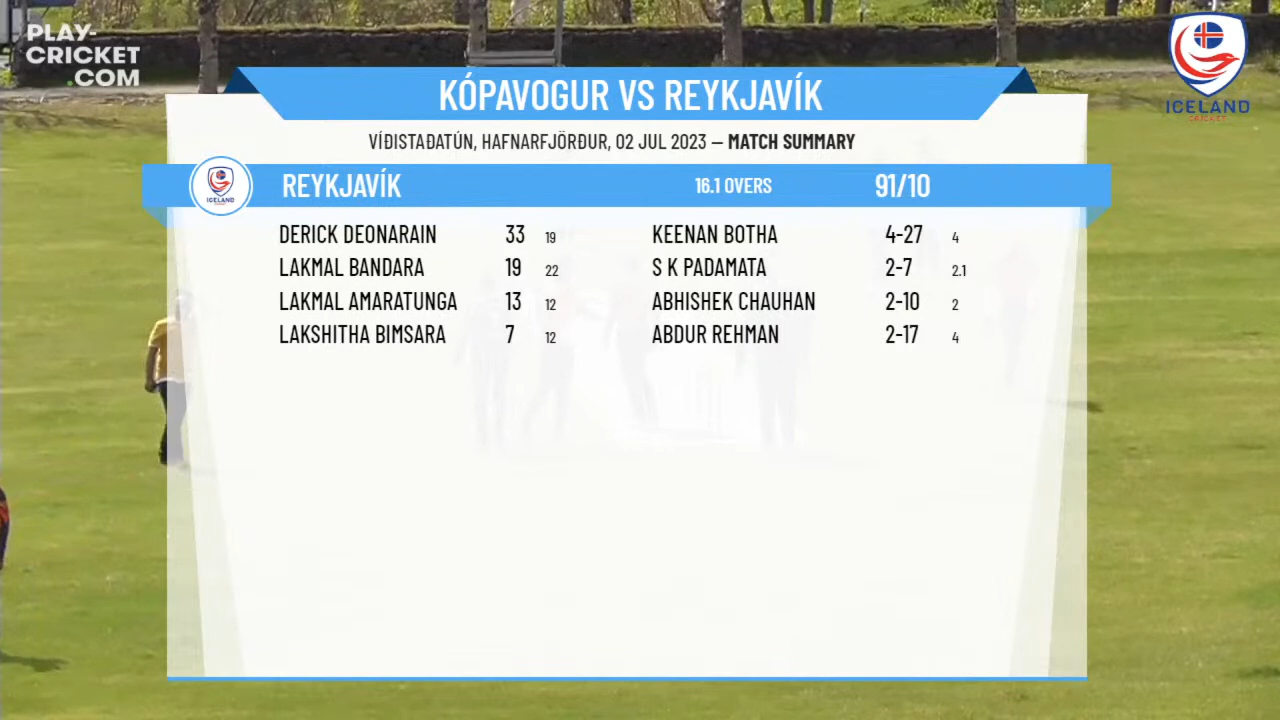 PLAY-
CRICKET
.COM
ICELAND
CRICKET
KÓPAVOGUR VS REYKJAVÍK
VÍÐISTAÐATÚN, HAFNARFJÖRÐUR, 02 JUL 2023 – MATCH SUMMARY
ICELAND
REYKJAVÍK 16.1 OVERS 91/10
DERICK DEONARAIN 33 19 KEENAN BOTHA 4-27 4
LAKMAL BANDARA 19 22 S K PADAMATA 2-7 2.1
LAKMAL AMARATUNGA 13 12 ABHISHEK CHAUHAN 2-10 2
LAKSHITHA BIMSARA 7 12 ABDUR REHMAN 2-17 4